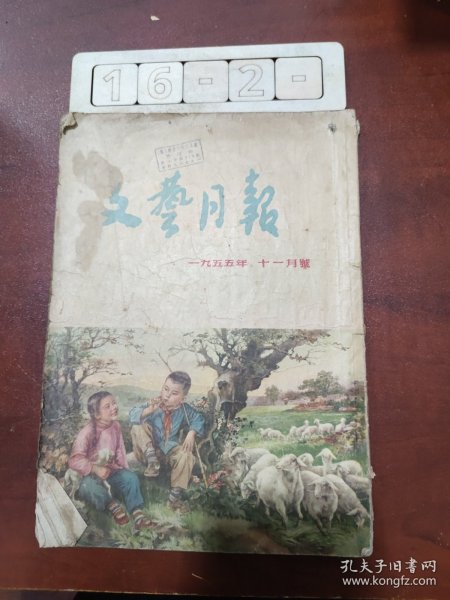 16-2-
文藝月報
一九五五年 十一月號
孔夫子旧书网
www.kongfz.com